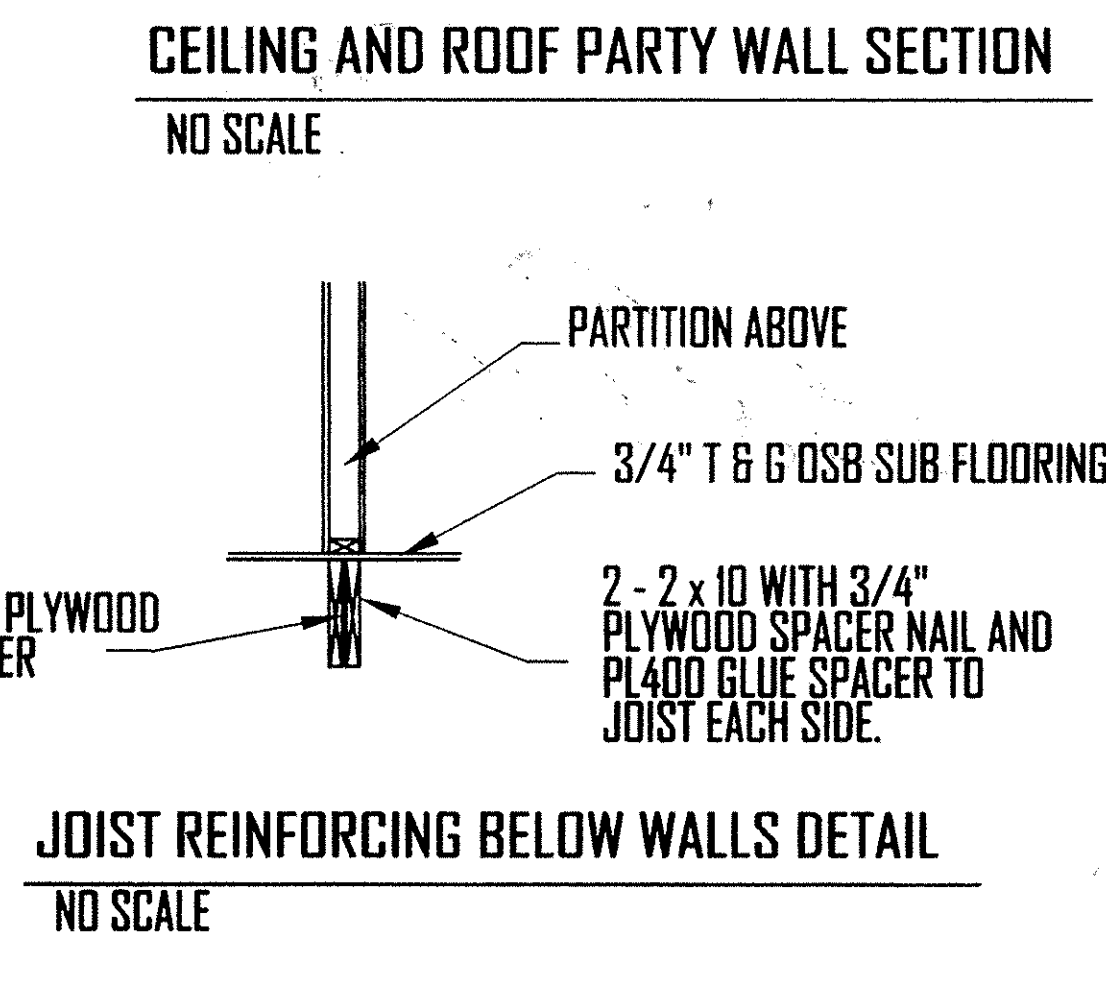 CEILING AND ROOF PARTY WALL SECTION
NO SCALE
PARTITION ABOVE
3/4" T & G OSB SUB FLOORING
PLYWOOD
ER
2 - 2 x 10 WITH 3/4"
PLYWOOD SPACER NAIL AND
PL400 GLUE SPACER TO
JOIST EACH SIDE.
JOIST REINFORCING BELOW WALLS DETAIL
NO SCALE